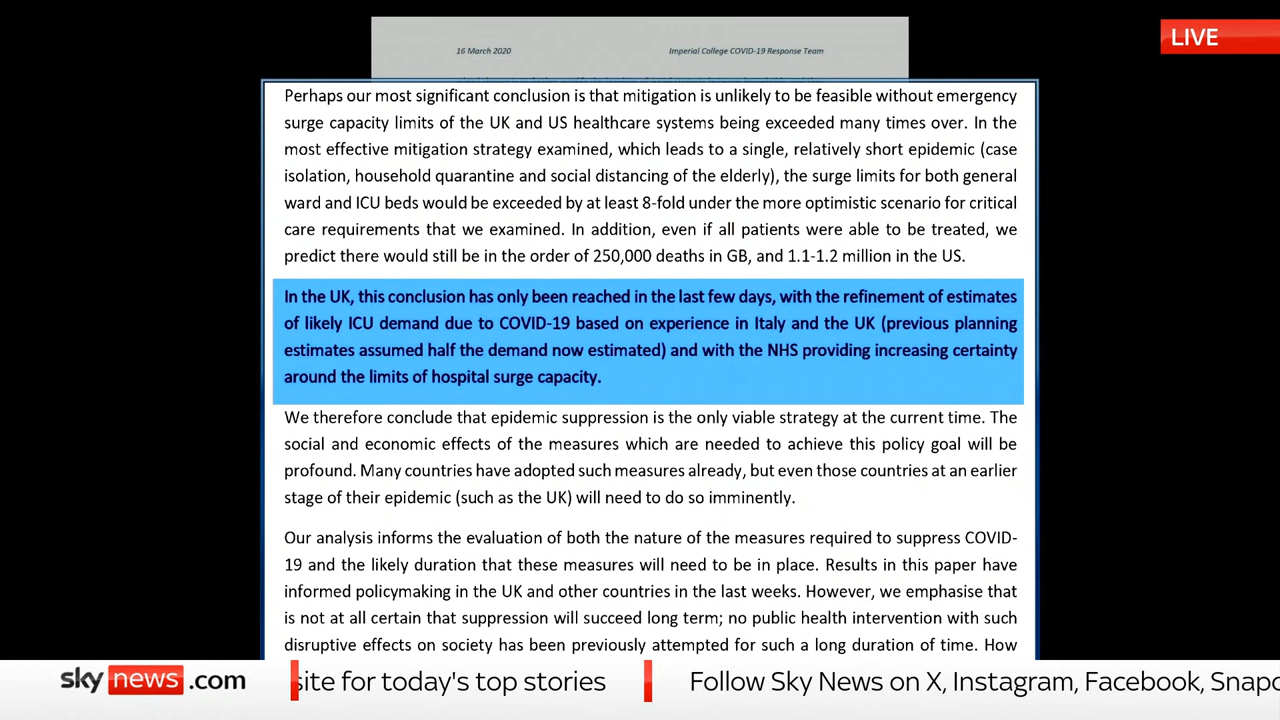 16 March 2020
Imperial College COVID-19 Response Team
LIVE
Perhaps our most significant conclusion is that mitigation is unlikely to be feasible without emergency
surge capacity limits of the UK and US healthcare systems being exceeded many times over. In the
most effective mitigation strategy examined, which leads to a single, relatively short epidemic (case
isolation, household quarantine and social distancing of the elderly), the surge limits for both general
ward and ICU beds would be exceeded by at least 8-fold under the more optimistic scenario for critical
care requirements that we examined. In addition, even if all patients were able to be treated, we
predict there would still be in the order of 250,000 deaths in GB, and 1.1-1.2 million in the US.
In the UK, this conclusion has only been reached in the last few days, with the refinement of estimates
of likely ICU demand due to COVID-19 based on experience in Italy and the UK (previous planning
estimates assumed half the demand now estimated) and with the NHS providing increasing certainty
around the limits of hospital surge capacity.
We therefore conclude that epidemic suppression is the only viable strategy at the current time. The
social and economic effects of the measures which are needed to achieve this policy goal will be
profound. Many countries have adopted such measures already, but even those countries at an earlier
stage of their epidemic (such as the UK) will need to do so imminently.
Our analysis informs the evaluation of both the nature of the measures required to suppress COVID-
19 and the likely duration that these measures will need to be in place. Results in this paper have
informed policymaking in the UK and other countries in the last weeks. However, we emphasise that
is not at all certain that suppression will succeed long term; no public health intervention with such
disruptive effects on society has been previously attempted for such a long duration of time. How
sky news .com
site for today's top stories
Follow Sky News on X, Instagram, Facebook, Snapc